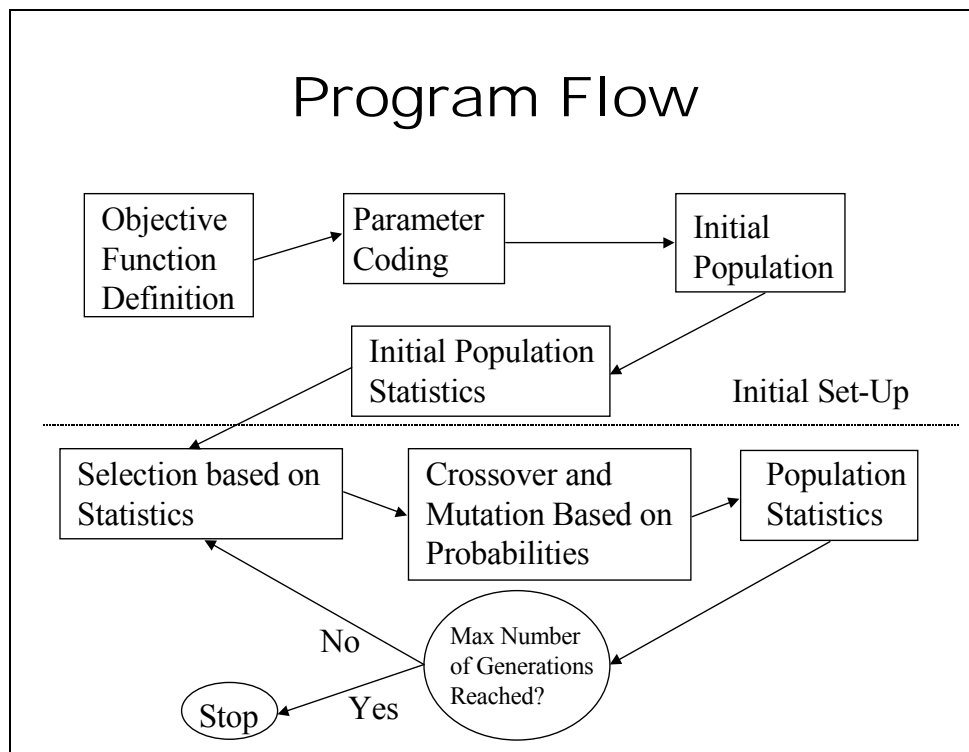 Program Flow
Objective
Function
Definition
Parameter
Coding
Initial
Population
Initial Population
Statistics
Initial Set-Up
Selection based on
Statistics
Crossover and
Mutation Based on
Probabilities
Population
Statistics
No
Max Number
of Generations
Reached?
Yes
Stop